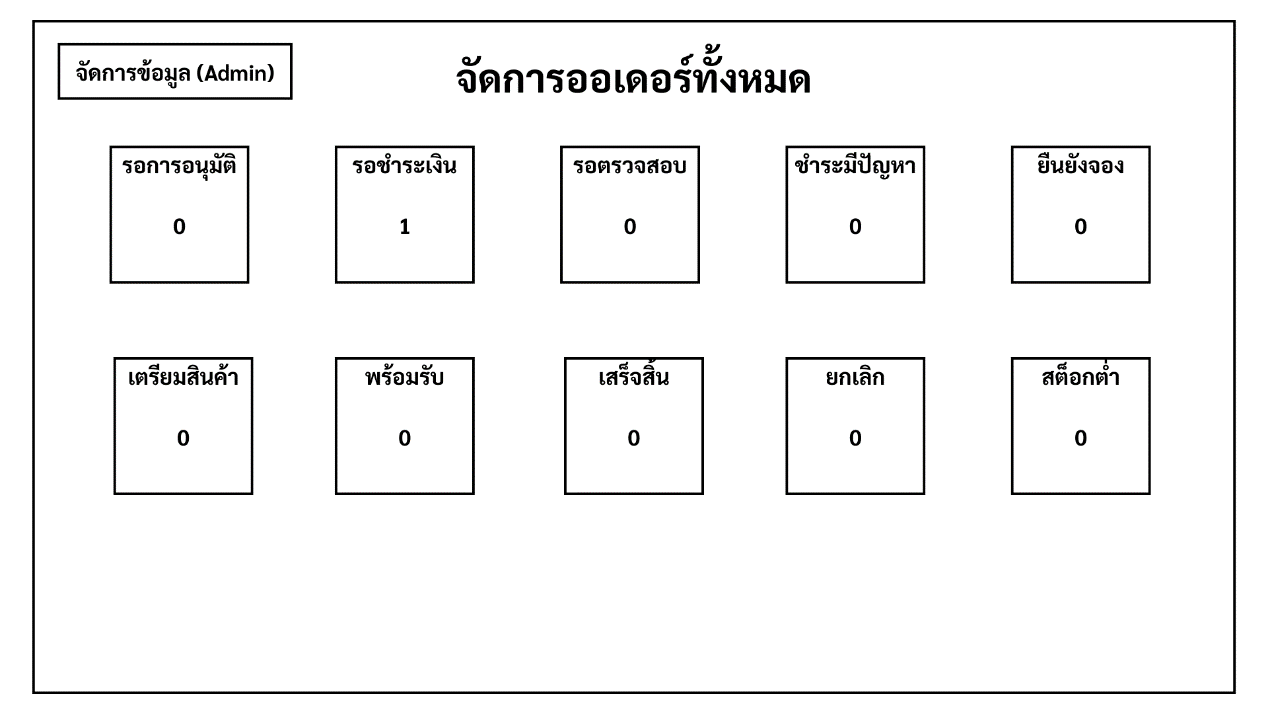 จัดการข้อมูล (Admin)
จัดการออเดอร์ทั้งหมด
รอการอนุมัติ
0
รอชำระเงิน
1
รอตรวจสอบ
0
ชำระมีปัญหา
0
ยืนยังจอง
0
เตรียมสินค้า
0
พร้อมรับ
0
เสร็จสิ้น
0
ยกเลิก
0
สต็อกต่ำ
0